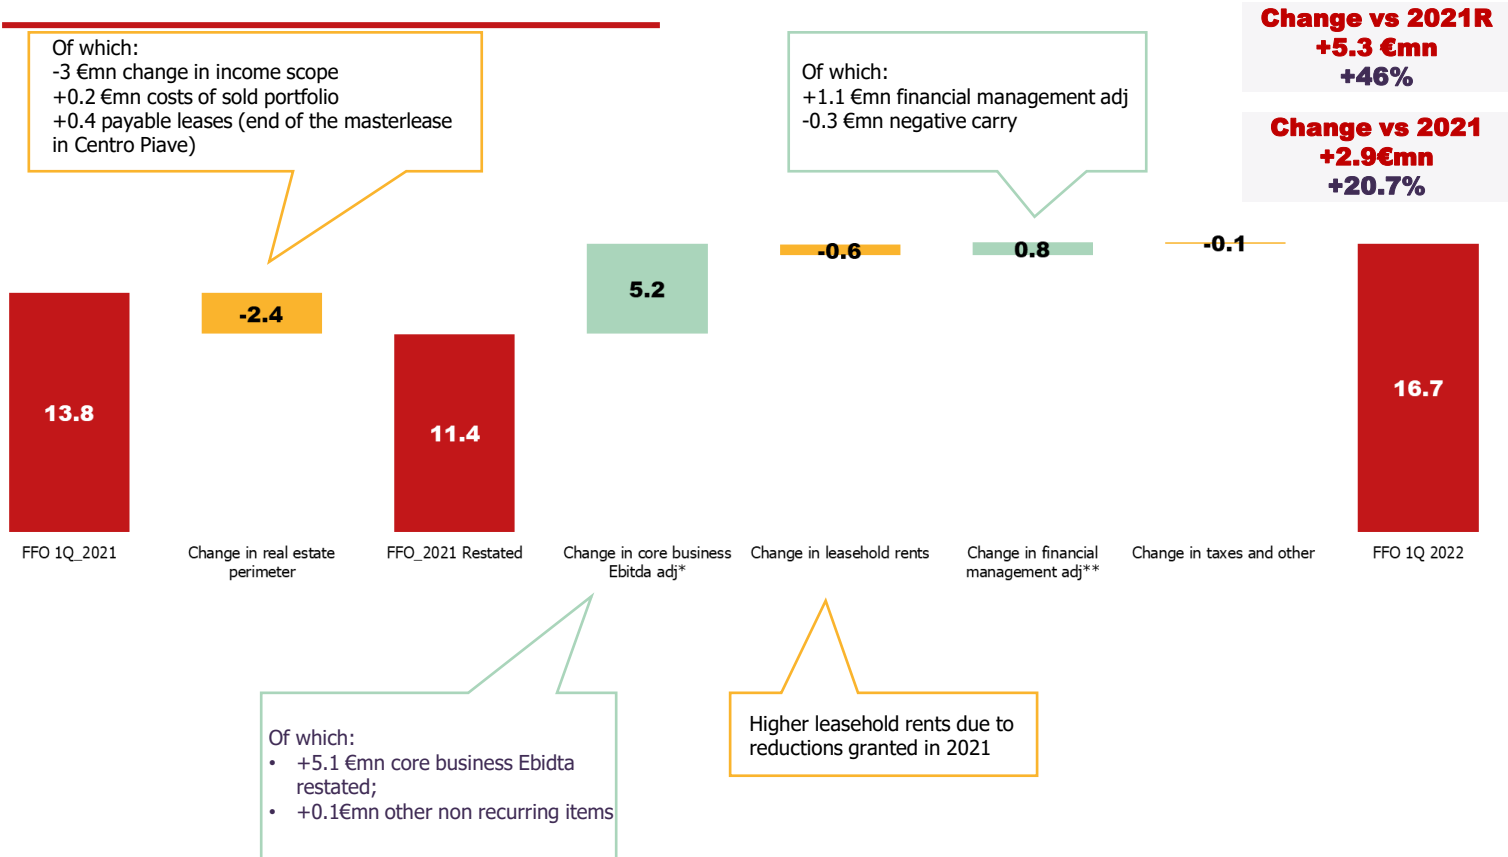 Change vs 2021R
+5.3 €mn
+46%
Change vs 2021
+2.9€mn
+20.7%
Of which:
-3 €mn change in income scope
+0.2 €mn costs of sold portfolio
+0.4 payable leases (end of the masterlease
in Centro Piave)
Of which:
+1.1 €mn financial management adj
-0.3 €mn negative carry
13.8
-2.4
11.4
5.2
-0.6
0.8
-0.1
16.7
FFO 1Q_2021
Change in real estate
perimeter
FFO_2021 Restated
Change in core business
Ebitda adj*
Change in leasehold rents
Change in financial
management adj**
Change in taxes and other
FFO 1Q 2022
Of which:
• +5.1 €mn core business Ebidta
restated;
• +0.1€mn other non recurring items
Higher leasehold rents due to
reductions granted in 2021